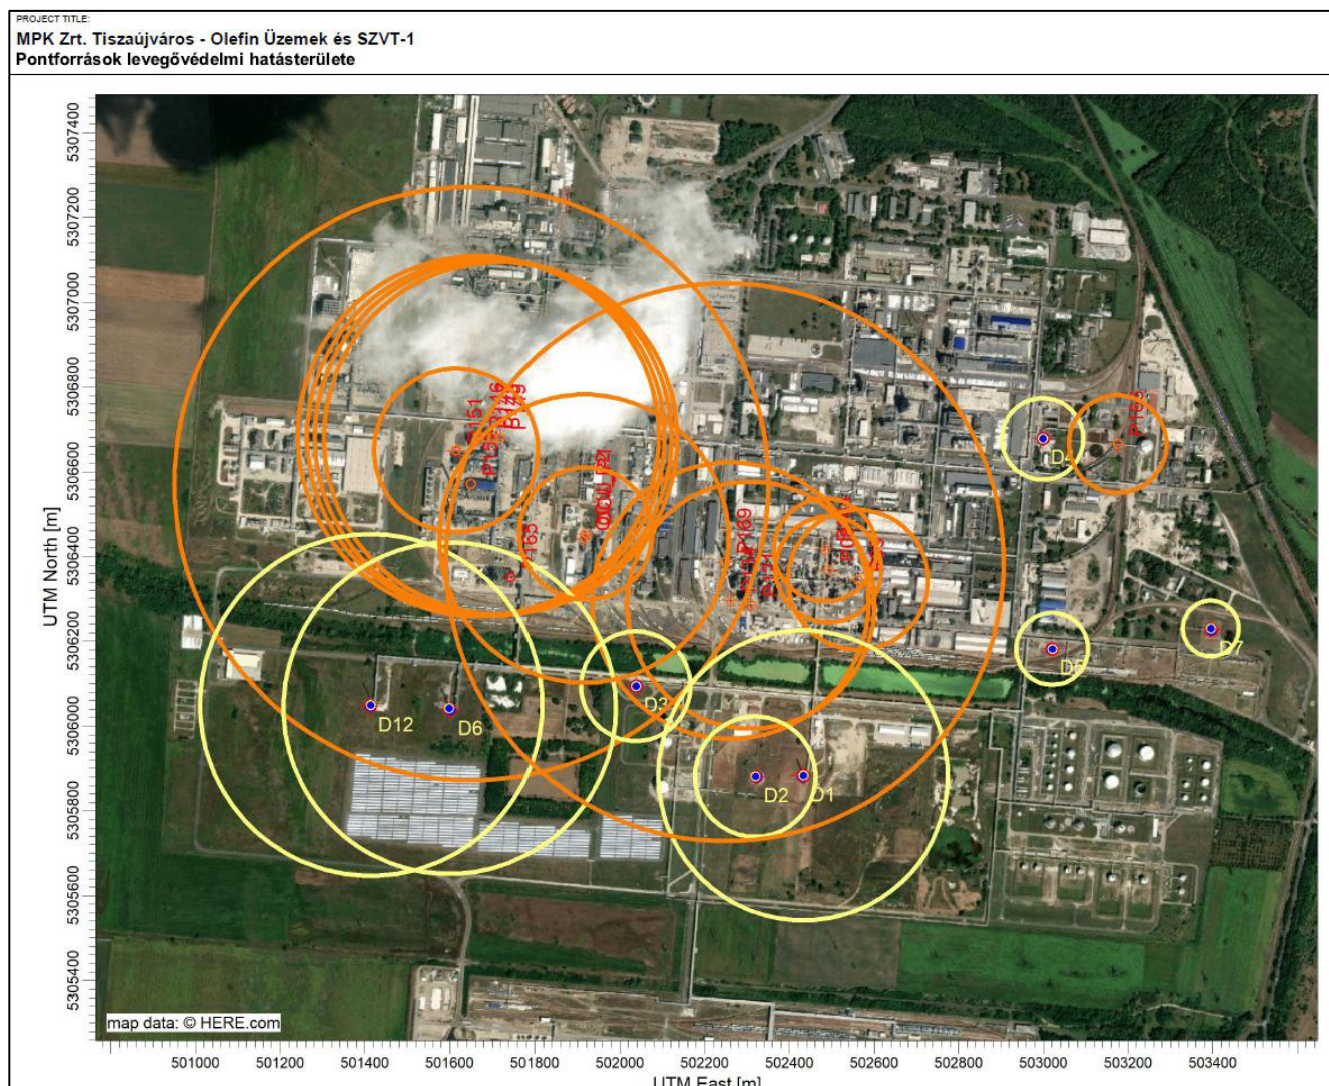 PROJECT TITLE:
MPK Zrt. Tiszaújváros - Olefin Üzemek és SZVT-1
Pontforrások levegővédelmi hatásterülete
UTM North [m]
5307400
5307200
5307000
5306800
5306600
5306400
5306200
5306000
5305800
5305600
5305400
D5
D7
D3
D12
D6
D2
D1
map data: © HERE.com
501000
501200
501400
501600
501800
502000
502200
502400
502600
502800
503000
503200
503400
UTM East [m]